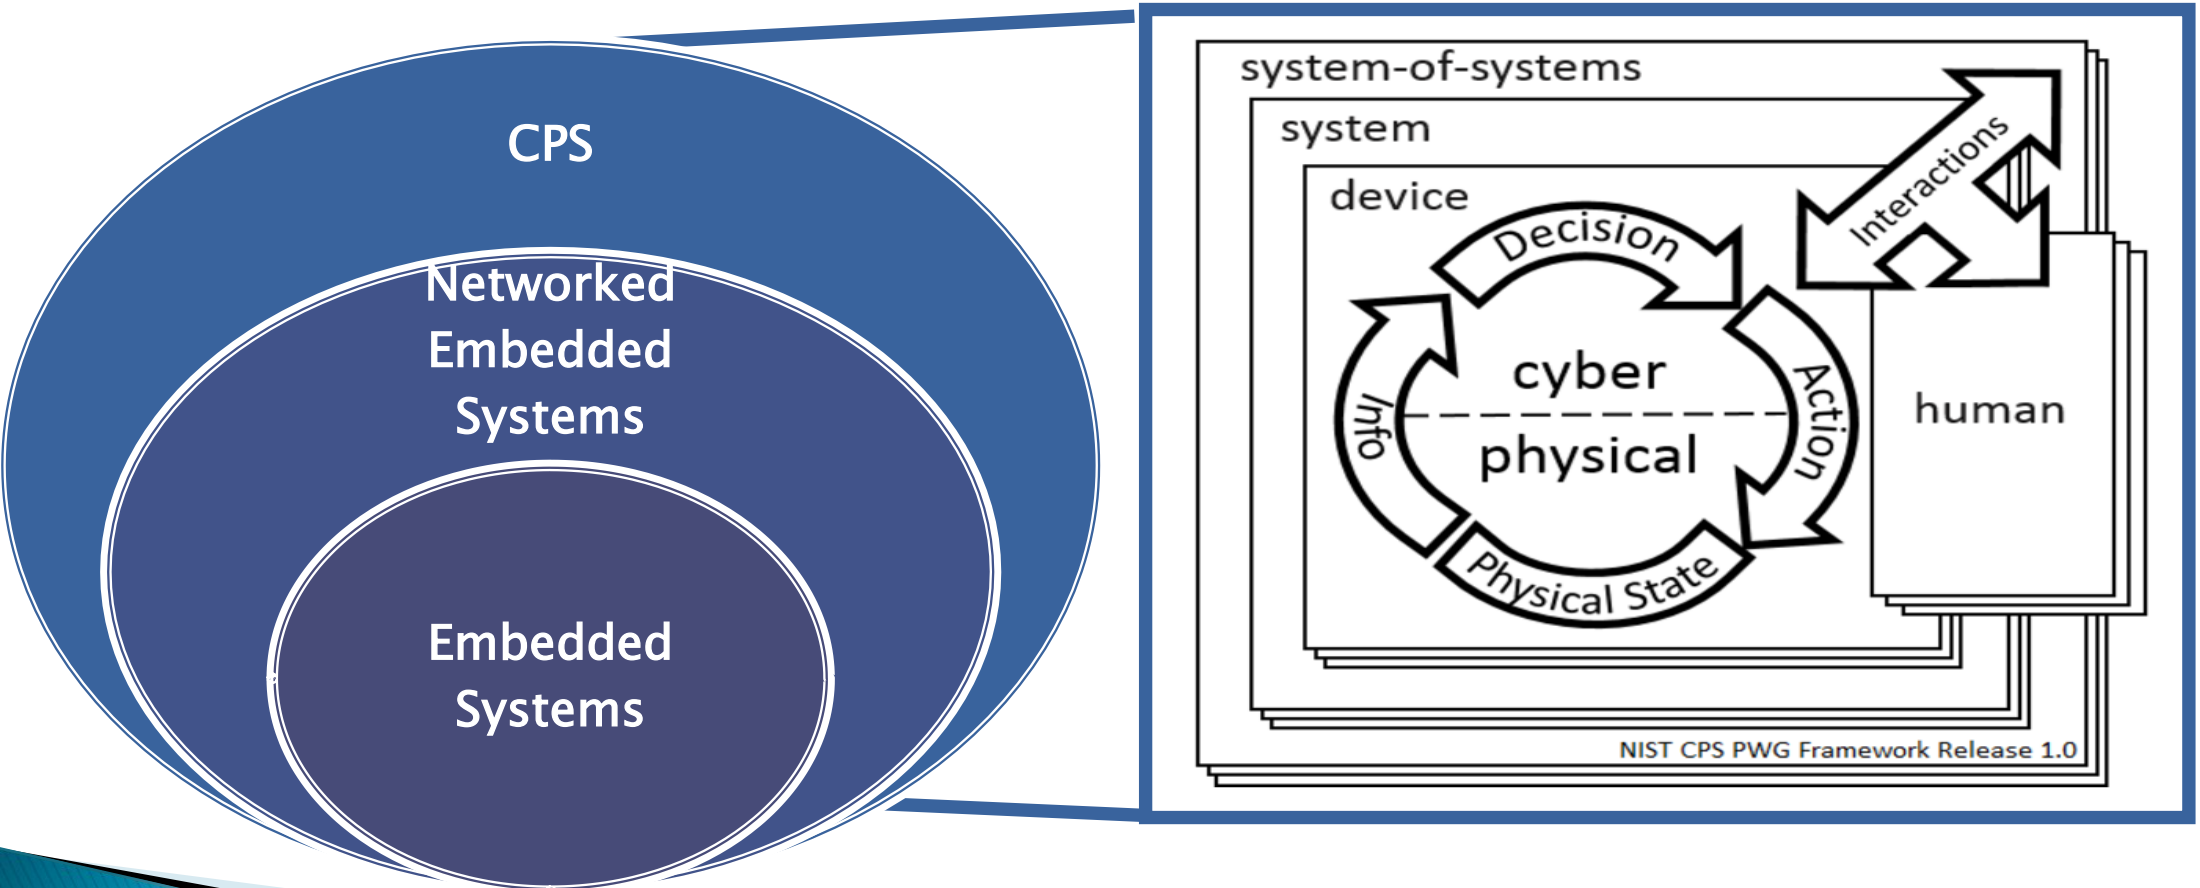 CPS
Networked
Embedded
Systems
Embedded
Systems
system-of-systems
system
device
Interactions
Decision
Info
cyber
physical
Action
Physical State
human
NIST CPS PWG Framework Release 1.0